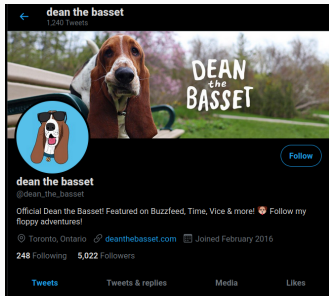 dean the basset
1,240 Tweets
DEAN
the
BASSET
Follow
dean the basset
@dean_the_basset
Official Dean the Basset! Featured on Buzzfeed, Time, Vice & more! Follow my
floppy adventures!
Toronto, Ontario deanthebasset.com Joined February 2016
248 Following 5,022 Followers
Tweets Tweets & replies Media Likes